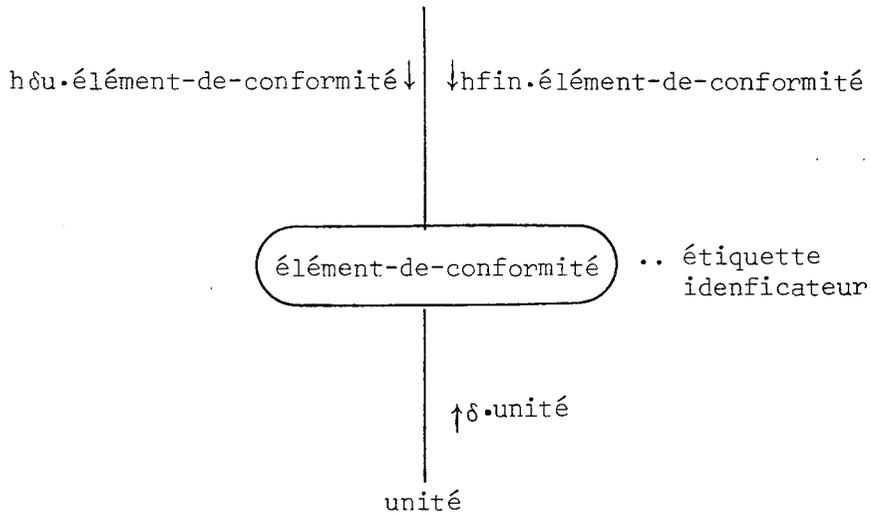 hδu•élément-de-conformité↓ ↓hfin•élément-de-conformité
élément-de-conformité •• étiquette
idenficateur
↑δ•unité
unité